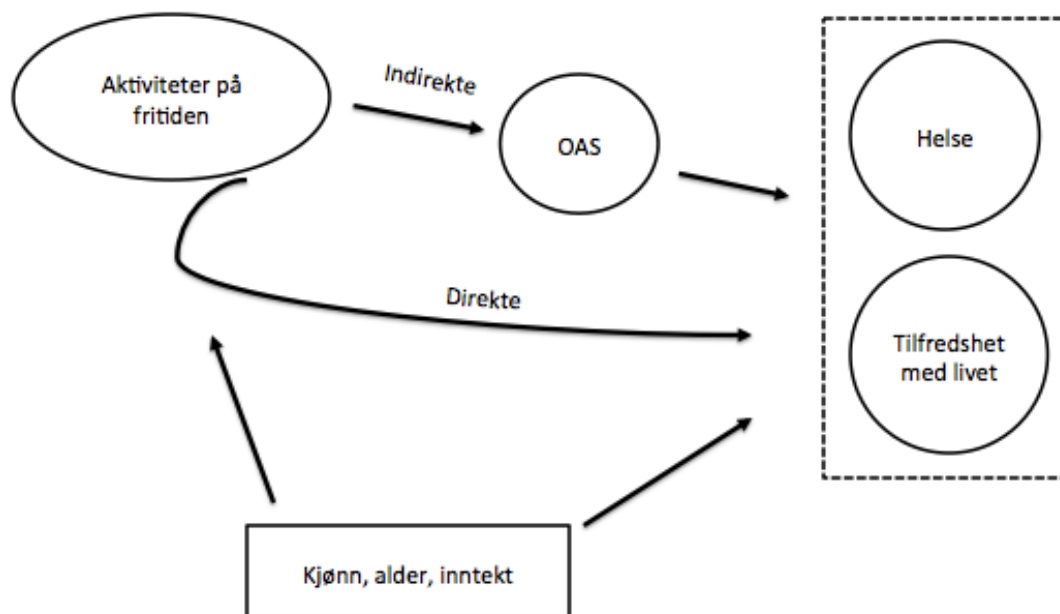 Aktiviteter på
fritiden
Indirekte
OAS
Helse
Direkte
Tilfredshet
med livet
Kjønn, alder, inntekt